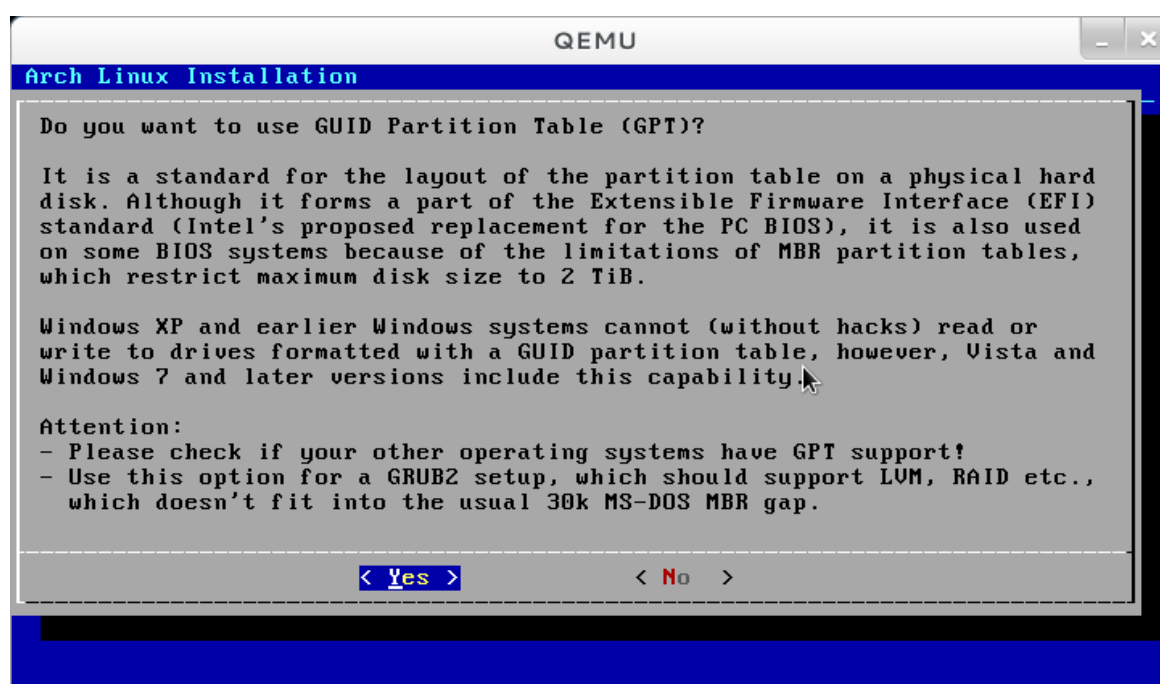 QEMU
Arch Linux Installation
Do you want to use GUID Partition Table (GPT)?
It is a standard for the layout of the partition table on a physical hard
disk. Although it forms a part of the Extensible Firmware Interface (EFI)
standard (Intel's proposed replacement for the PC BIOS), it is also used
on some BIOS systems because of the limitations of MBR partition tables,
which restrict maximum disk size to 2 TiB.
Windows XP and earlier Windows systems cannot (without hacks) read or
write to drives formatted with a GUID partition table, however, Vista and
Windows 7 and later versions include this capability.
Attention:
- Please check if your other operating systems have GPT support!
- Use this option for a GRUB2 setup, which should support LVM, RAID etc.,
which doesn't fit into the usual 30k MS-DOS MBR gap.
< Yes > < No >